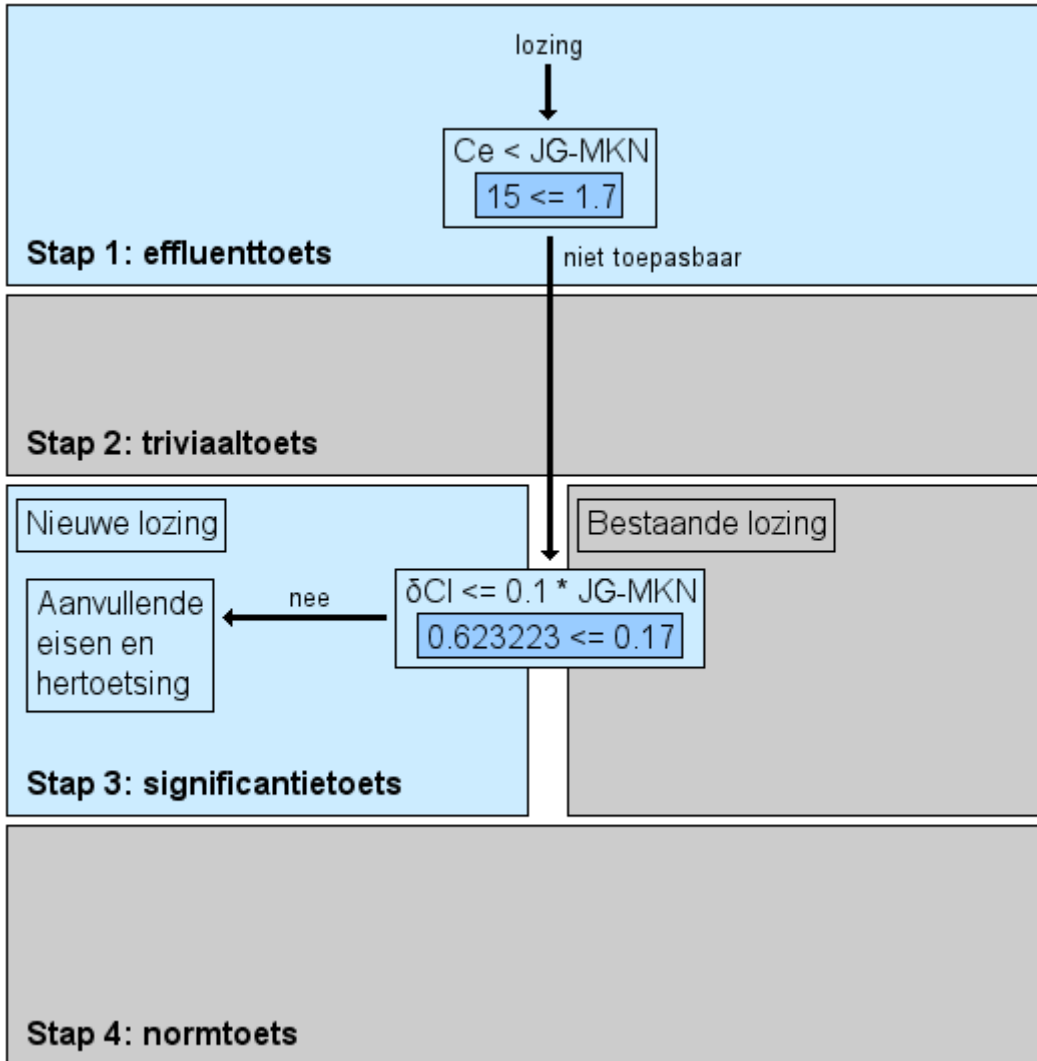 lozing
Ce < JG-MKN
15 <= 1.7
Stap 1: effluenttoets
niet toepasbaar
Stap 2: triviaaltoets
Nieuwe lozing
Bestaande lozing
Aanvullende
eisen en
hertoetsing
nee
δCl <= 0.1 * JG-MKN
0.623223 <= 0.17
Stap 3: significantietoets
Stap 4: normtoets